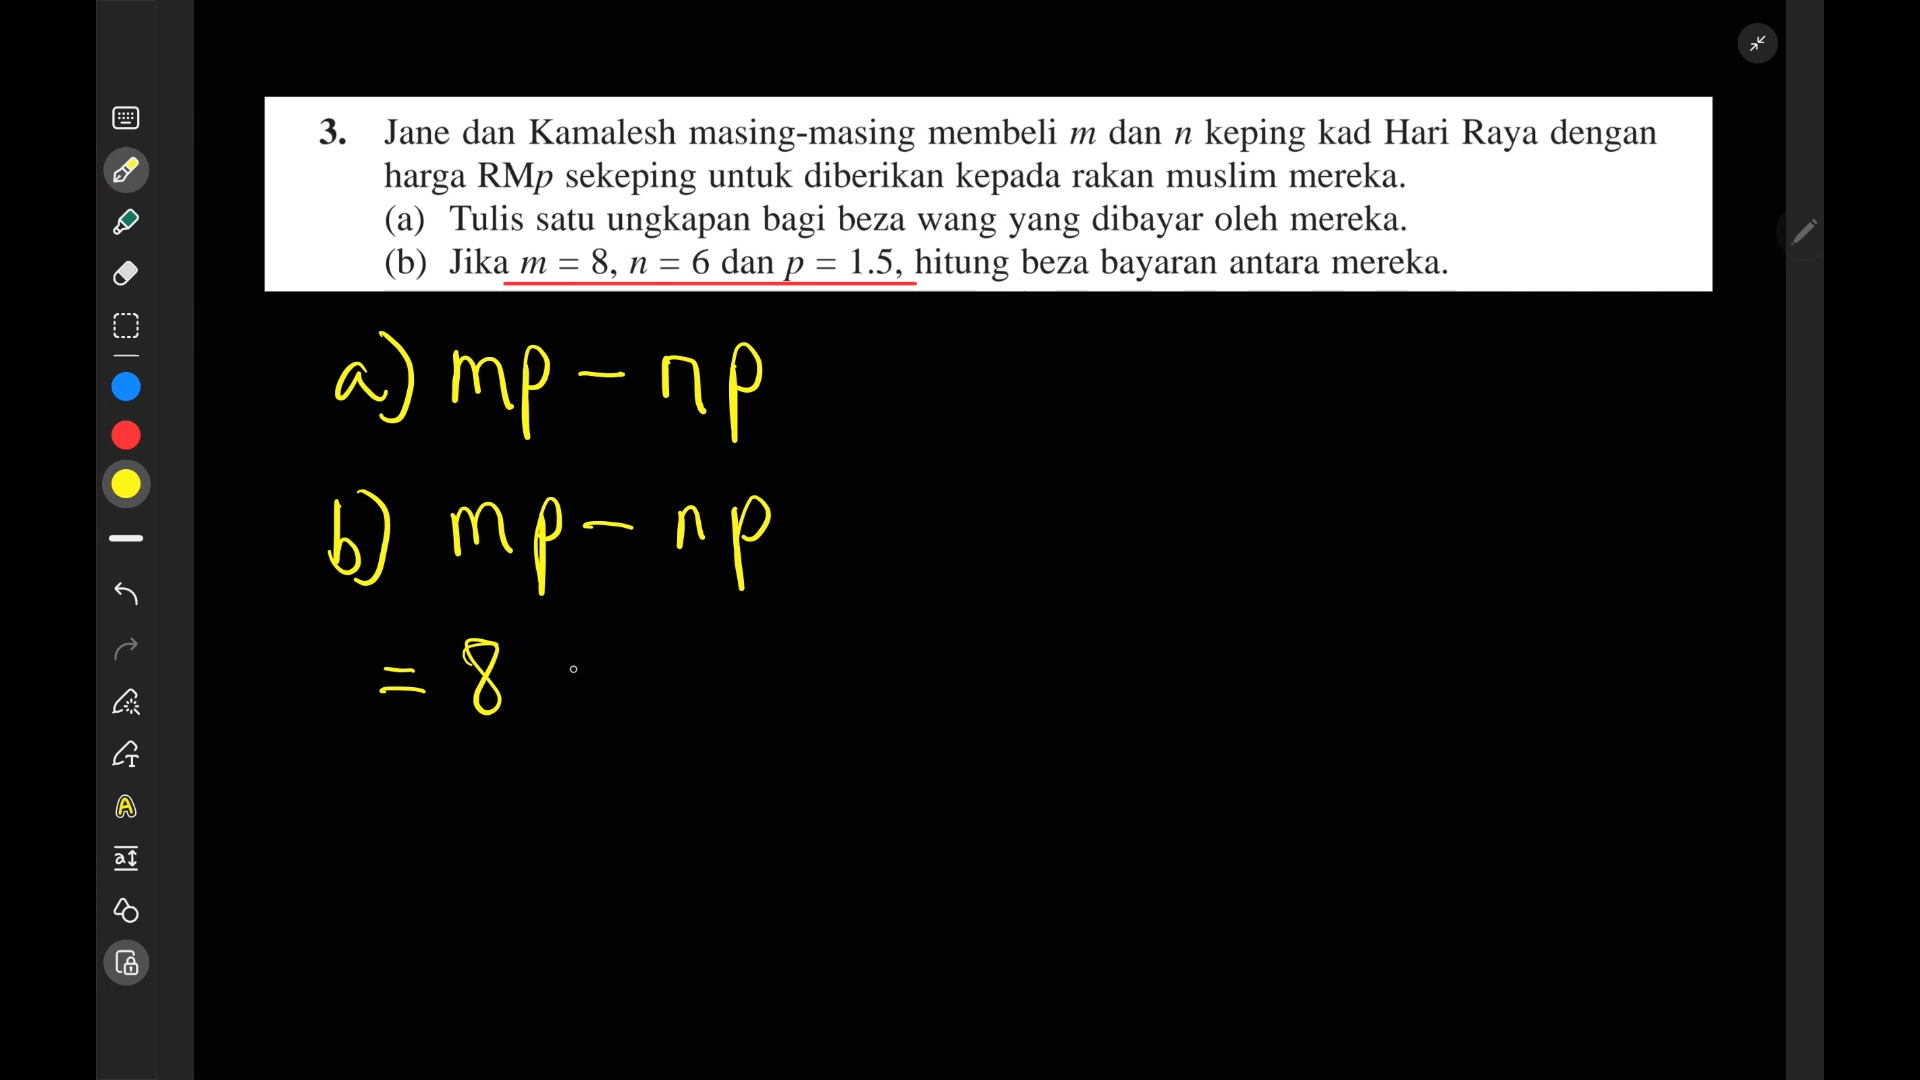 3. Jane dan Kamalesh masing-masing membeli m dan n keping kad Hari Raya dengan
harga RMp sekeping untuk diberikan kepada rakan muslim mereka.
(a) Tulis satu ungkapan bagi beza wang yang dibayar oleh mereka.
(b) Jika m = 8, n = 6 dan p = 1.5, hitung beza bayaran antara mereka.
a) mp - np
b) mp - np
= 8